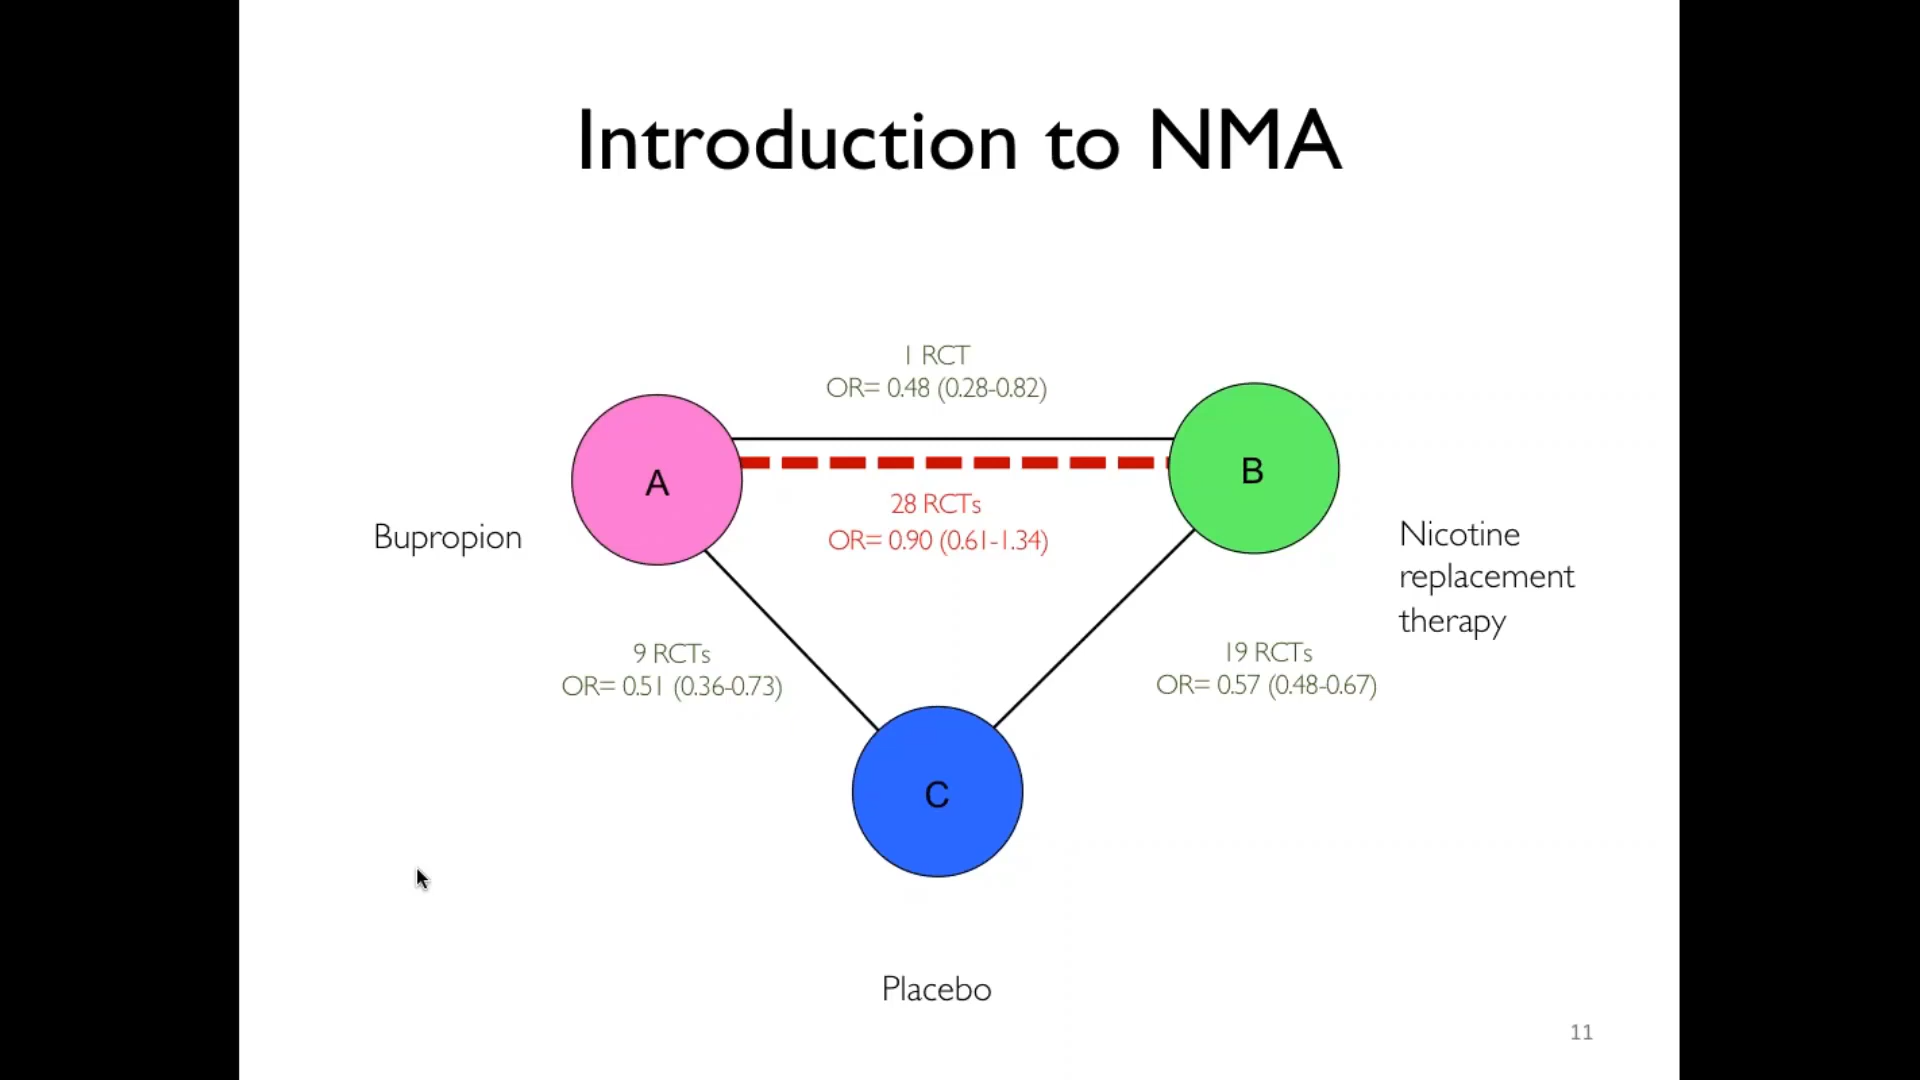 Introduction to NMA
1 RCT
OR= 0.48 (0.28-0.82)
A
B
28 RCTs
OR= 0.90 (0.61-1.34)
Bupropion
Nicotine
replacement
therapy
9 RCTs
OR= 0.51 (0.36-0.73)
19 RCTs
OR= 0.57 (0.48-0.67)
C
Placebo
11